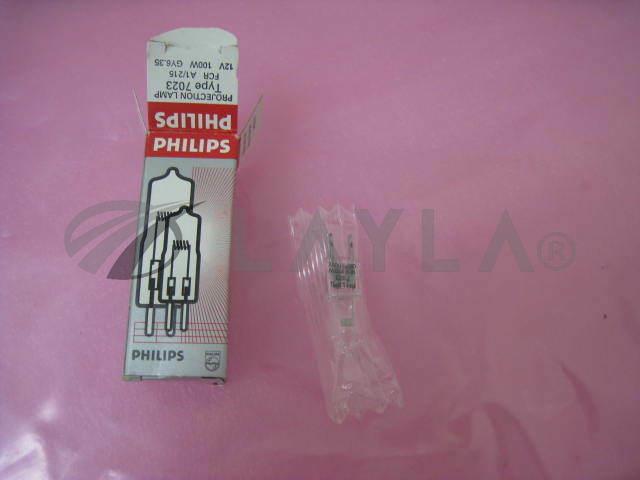 12V 100W GY6.35
FCR A1/215
Type 7023
PROJECTION LAMP
PHILIPS
PHILIPS
PHILIPS
LAYLA®